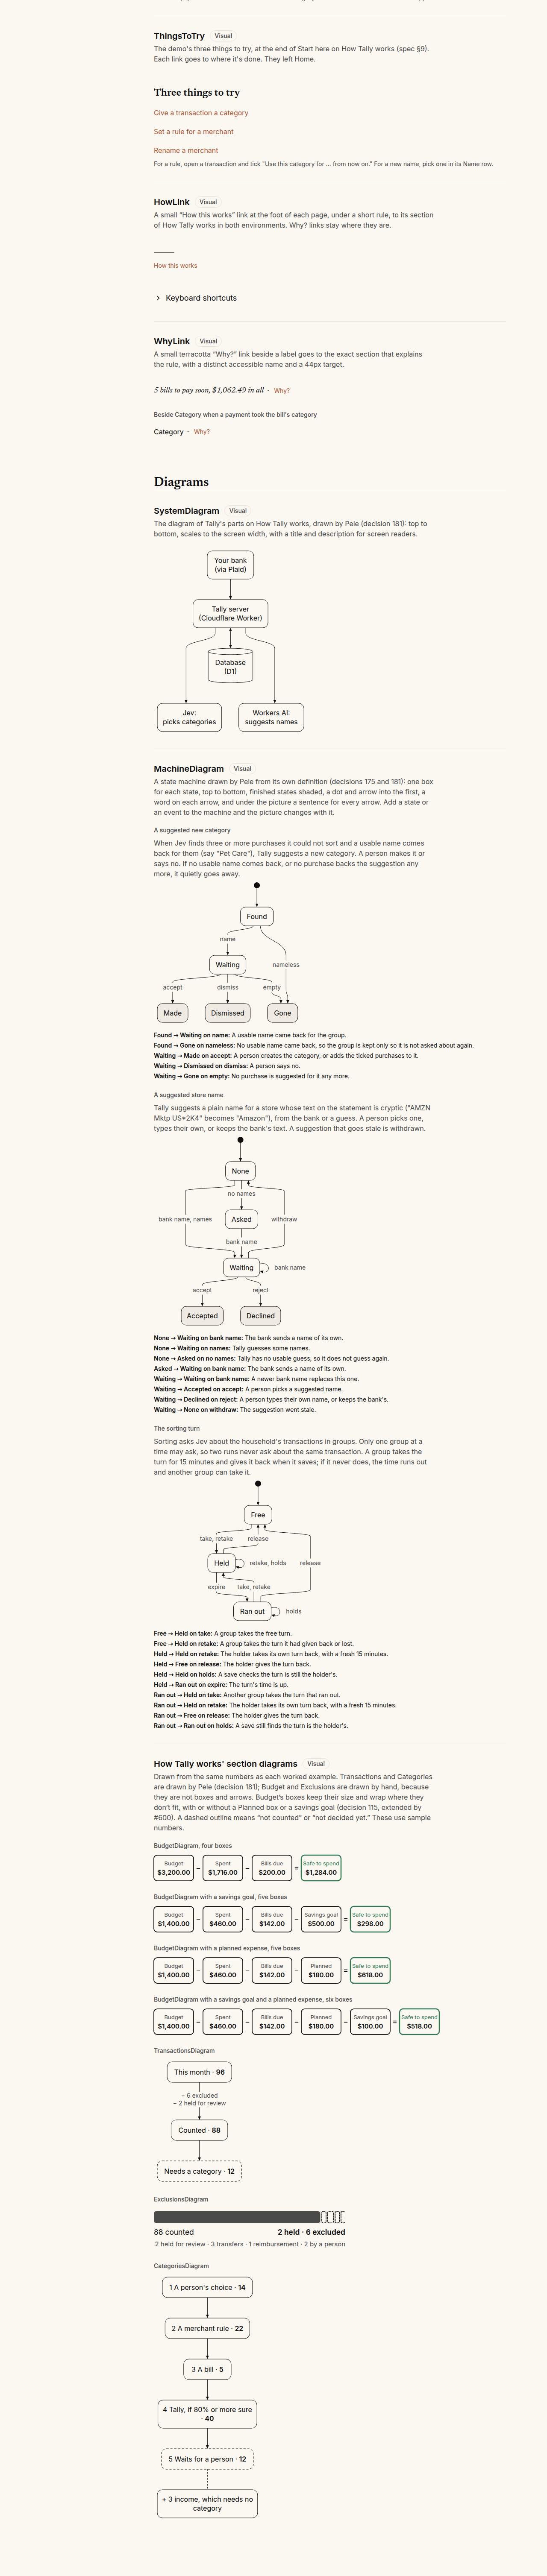 ThingsToTry Visual
The demo's three things to try, at the end of Start here on How Tally works (spec §9).
Each link goes to where it's done. They left Home.
Three things to try
Give a transaction a category
Set a rule for a merchant
Rename a merchant
For a rule, open a transaction and tick "Use this category for ... from now on." For a new name, pick one in its Name row.
HowLink Visual
A small "How this works" link at the foot of each page, under a short rule, to its section
of How Tally works in both environments. Why? links stay where they are.
How this works
Keyboard shortcuts
WhyLink Visual
A small terracotta "Why?" link beside a label goes to the exact section that explains
the rule, with a distinct accessible name and a 44px target.
5 bills to pay soon, $1,062.49 in all · Why?
Beside Category when a payment took the bill's category
Category · Why?
Diagrams
SystemDiagram Visual
The diagram of Tally's parts on How Tally works, drawn by Pele (decision 181): top to
bottom, scales to the screen width, with a title and description for screen readers.
Your bank
(via Plaid)
Tally server
(Cloudflare Worker)
Database
(D1)
Jev:
picks categories
Workers AI:
suggests names
MachineDiagram Visual
A state machine drawn by Pele from its own definition (decisions 175 and 181): one box
for each state, top to bottom, finished states shaded, a dot and arrow into the first, a
word on each arrow, and under the picture a sentence for every arrow. Add a state or
an event to the machine and the picture changes with it.
A suggested new category
When Jev finds three or more purchases it could not sort and a usable name comes
back for them (say "Pet Care"), Tally suggests a new category. A person makes it or
says no. If no usable name comes back, or no purchase backs the suggestion any
more, it quietly goes away.
Found
name
nameless
Waiting
accept dismiss empty
Made Dismissed Gone
Found → Waiting on name: A usable name came back for the group.
Found → Gone on nameless: No usable name came back, so the group is kept only so it is not asked about again.
Waiting → Made on accept: A person creates the category, or adds the ticked purchases to it.
Waiting → Dismissed on dismiss: A person says no.
Waiting → Gone on empty: No purchase is suggested for it any more.
A suggested store name
Tally suggests a plain name for a store whose text on the statement is cryptic ("AMZN
Mktp US*2K4" becomes "Amazon"), from the bank or a guess. A person picks one,
types their own, or keeps the bank's text. A suggestion that goes stale is withdrawn.
None
no names
bank name, names Asked withdraw
bank name
Waiting bank name
accept reject
Accepted Declined
None → Waiting on bank name: The bank sends a name of its own.
None → Waiting on names: Tally guesses some names.
None → Asked on no names: Tally has no usable guess, so it does not guess again.
Asked → Waiting on bank name: The bank sends a name of its own.
Waiting → Waiting on bank name: A newer bank name replaces this one.
Waiting → Accepted on accept: A person picks a suggested name.
Waiting → Declined on reject: A person types their own name, or keeps the bank's.
Waiting → None on withdraw: The suggestion went stale.
The sorting turn
Sorting asks Jev about the household's transactions in groups. Only one group at a
time may ask, so two runs never ask about the same transaction. A group takes the
turn for 15 minutes and gives it back when it saves; if it never does, the time runs out
and another group can take it.
Free
take, retake release
Held retake, holds release
expire take, retake
Ran out holds
Free → Held on take: A group takes the free turn.
Free → Held on retake: A group takes the turn it had given back or lost.
Held → Held on retake: The holder takes its own turn back, with a fresh 15 minutes.
Held → Free on release: The holder gives the turn back.
Held → Held on holds: A save checks the turn is still the holder's.
Held → Ran out on expire: The turn's time is up.
Ran out → Held on take: Another group takes the turn that ran out.
Ran out → Held on retake: The holder takes its own turn back, with a fresh 15 minutes.
Ran out → Free on release: The holder gives the turn back.
Ran out → Ran out on holds: A save still finds the turn is the holder's.
How Tally works' section diagrams Visual
Drawn from the same numbers as each worked example. Transactions and Categories
are drawn by Pele (decision 181); Budget and Exclusions are drawn by hand, because
they are not boxes and arrows. Budget's boxes keep their size and wrap where they
don't fit, with or without a Planned box or a savings goal (decision 115, extended by
#600). A dashed outline means "not counted" or "not decided yet." These use sample
numbers.
BudgetDiagram, four boxes
Budget Spent Bills due Safe to spend
$3,200.00 – $1,716.00 – $200.00 = $1,284.00
BudgetDiagram with a savings goal, five boxes
Budget Spent Bills due Savings goal Safe to spend
$1,400.00 – $460.00 – $142.00 – $500.00 = $298.00
BudgetDiagram with a planned expense, five boxes
Budget Spent Bills due Planned Safe to spend
$1,400.00 – $460.00 – $142.00 – $180.00 = $618.00
BudgetDiagram with a savings goal and a planned expense, six boxes
Budget Spent Bills due Planned Savings goal Safe to spend
$1,400.00 – $460.00 – $142.00 – $180.00 – $100.00 = $518.00
TransactionsDiagram
This month · 96
− 6 excluded
− 2 held for review
Counted · 88
Needs a category · 12
ExclusionsDiagram
88 counted 2 held · 6 excluded
2 held for review · 3 transfers · 1 reimbursement · 2 by a person
CategoriesDiagram
1 A person's choice · 14
2 A merchant rule · 22
3 A bill · 5
4 Tally, if 80% or more sure
· 40
5 Waits for a person · 12
+ 3 income, which needs no
category